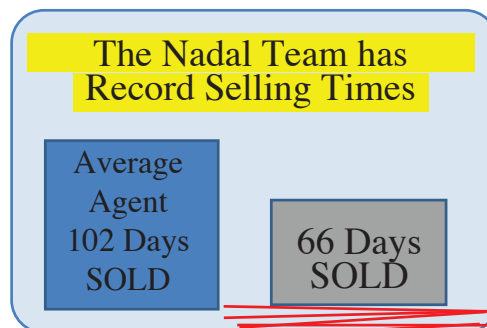 The Nadal Team has
Record Selling Times
Average
Agent
102 Days
SOLD
66 Days
SOLD